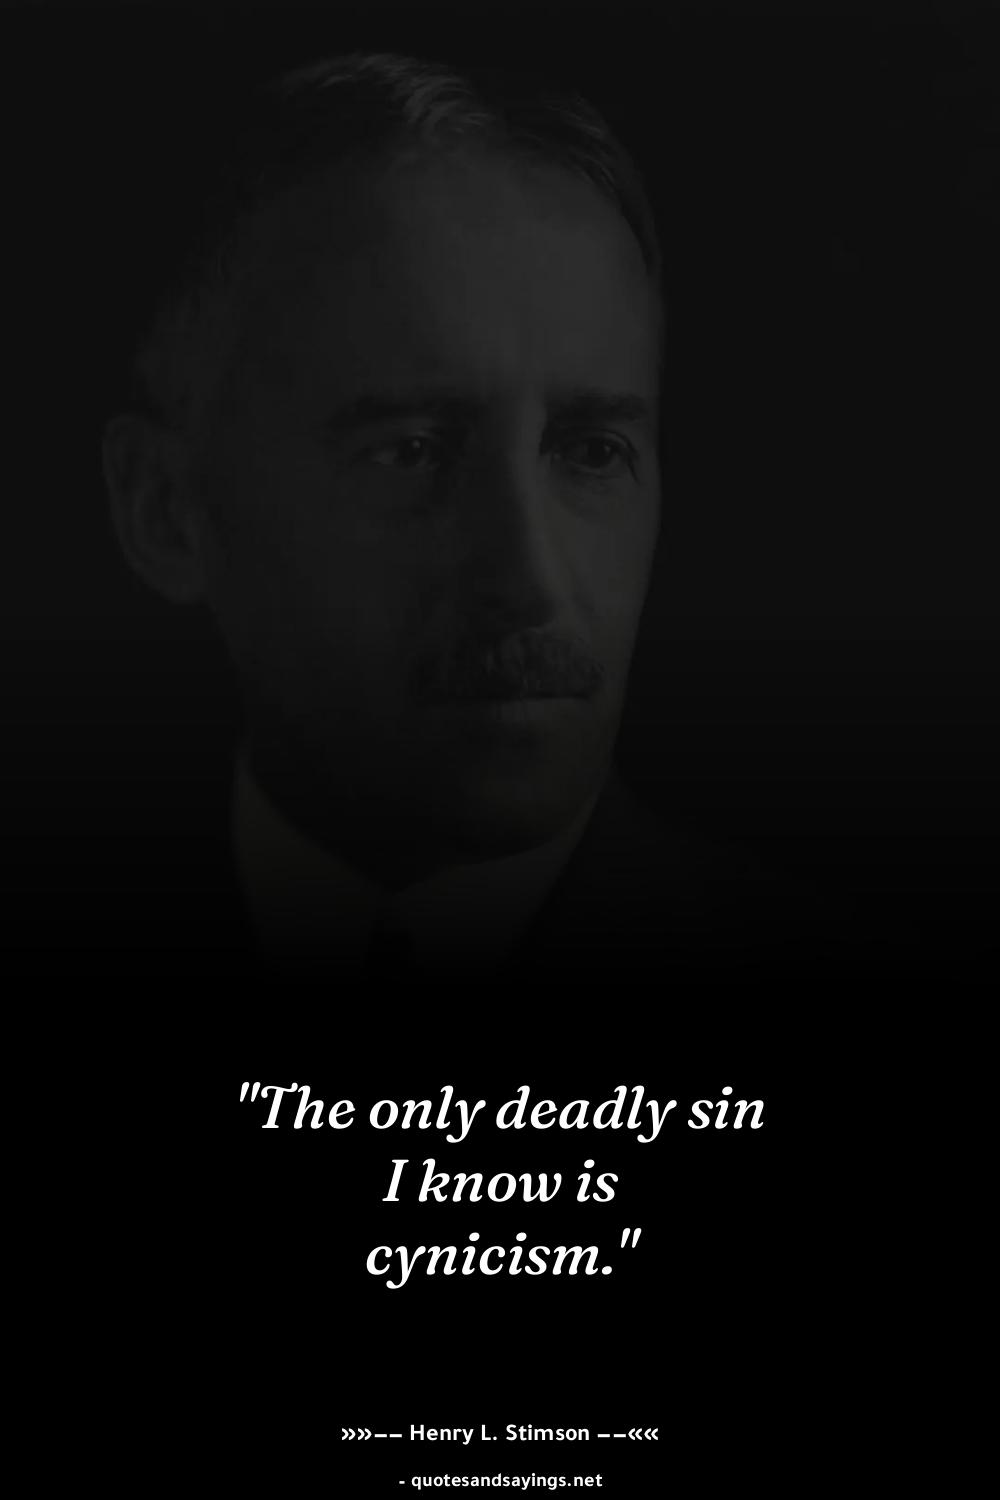 "The only deadly sin
I know is
cynicism."
»»−− Henry L. Stimson −−««
- quotesandsayings.net